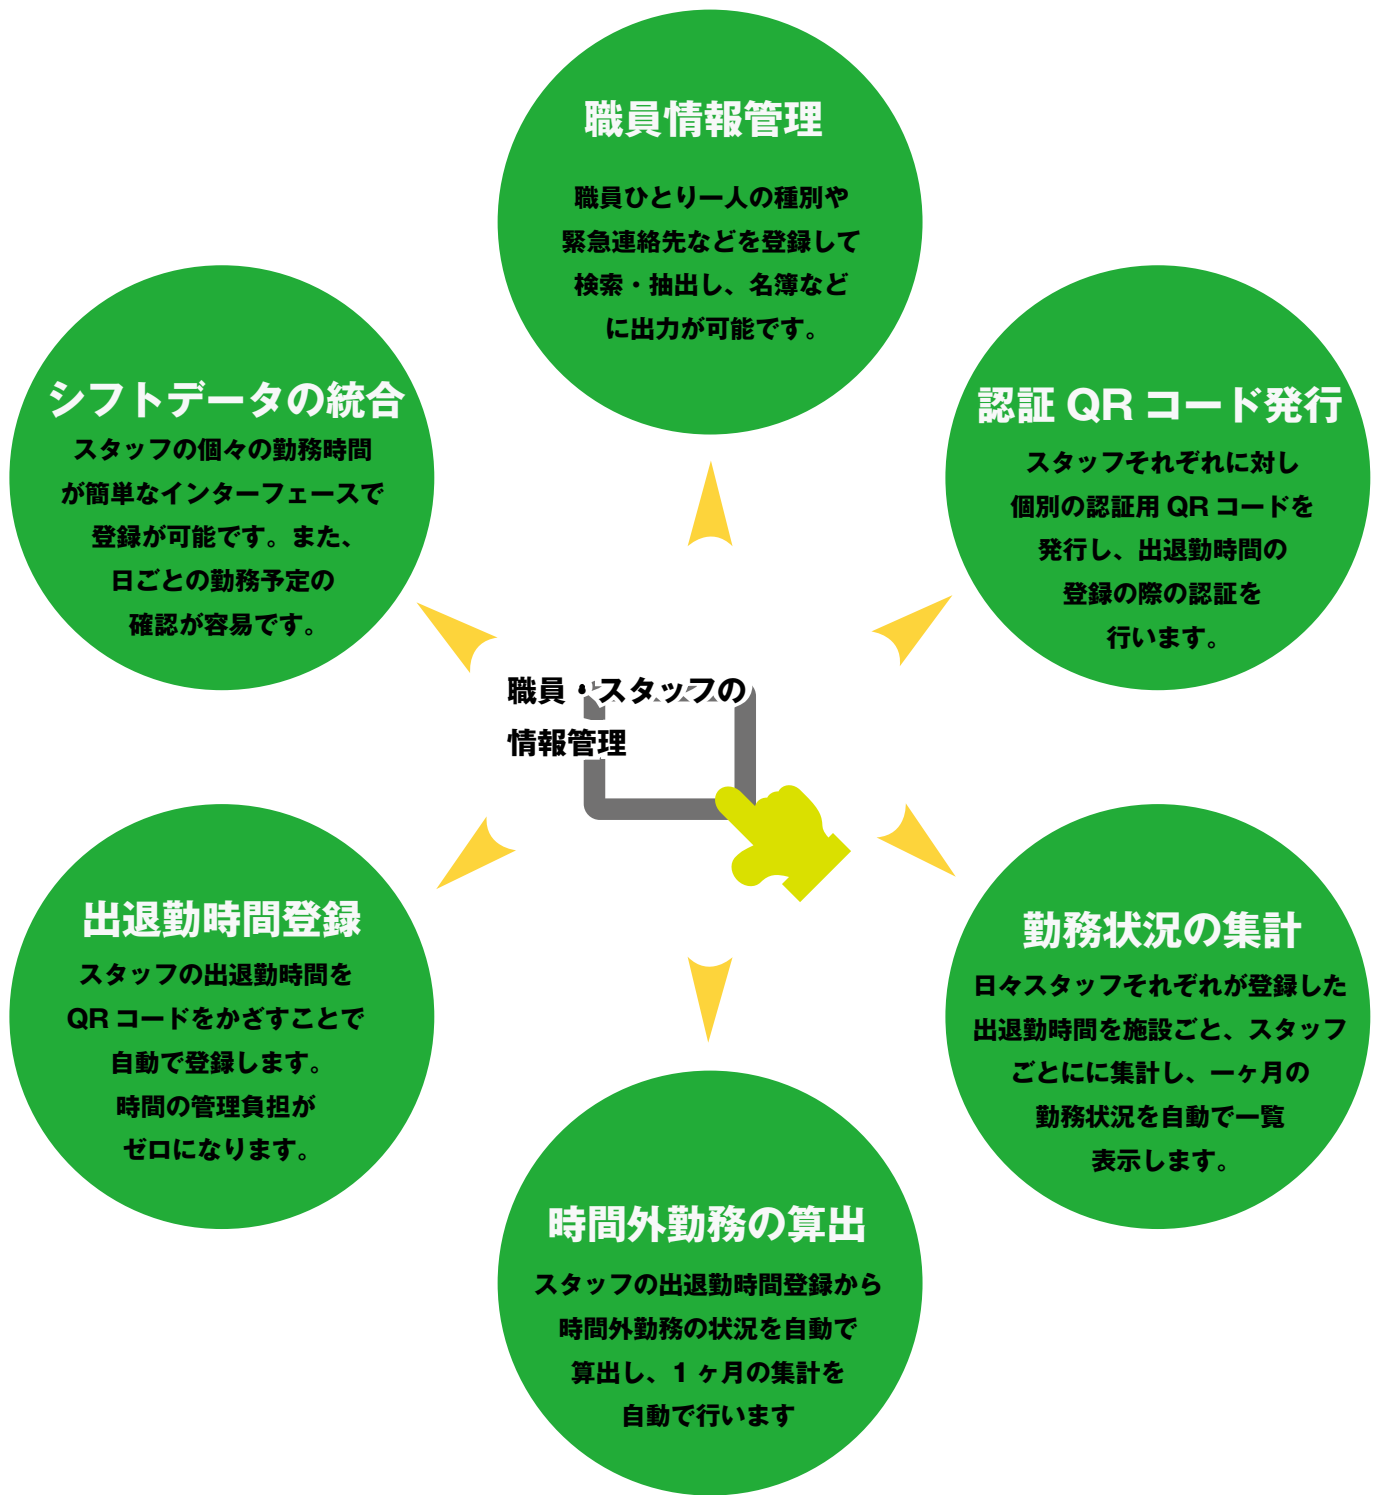 職員情報管理
職員ひとり一人の種別や
緊急連絡先などを登録して
検索・抽出し、名簿など
に出力が可能です。
シフトデータの統合
スタッフの個々の勤務時間
が簡単なインターフェースで
登録が可能です。また、
日ごとの勤務予定の
確認が容易です。
認証 QR コード発行
スタッフそれぞれに対し
個別の認証用 QR コードを
発行し、出退勤時間の
登録の際の認証を
行います。
職員・スタッフの
情報管理
出退勤時間登録
スタッフの出退勤時間を
QR コードをかざすことで
自動で登録します。
時間の管理負担が
ゼロになります。
勤務状況の集計
日々スタッフそれぞれが登録した
出退勤時間を施設ごと、スタッフ
ごとにに集計し、一ヶ月の
勤務状況を自動で一覧
表示します。
時間外勤務の算出
スタッフの出退勤時間登録から
時間外勤務の状況を自動で
算出し、1 ヶ月の集計を
自動で行います